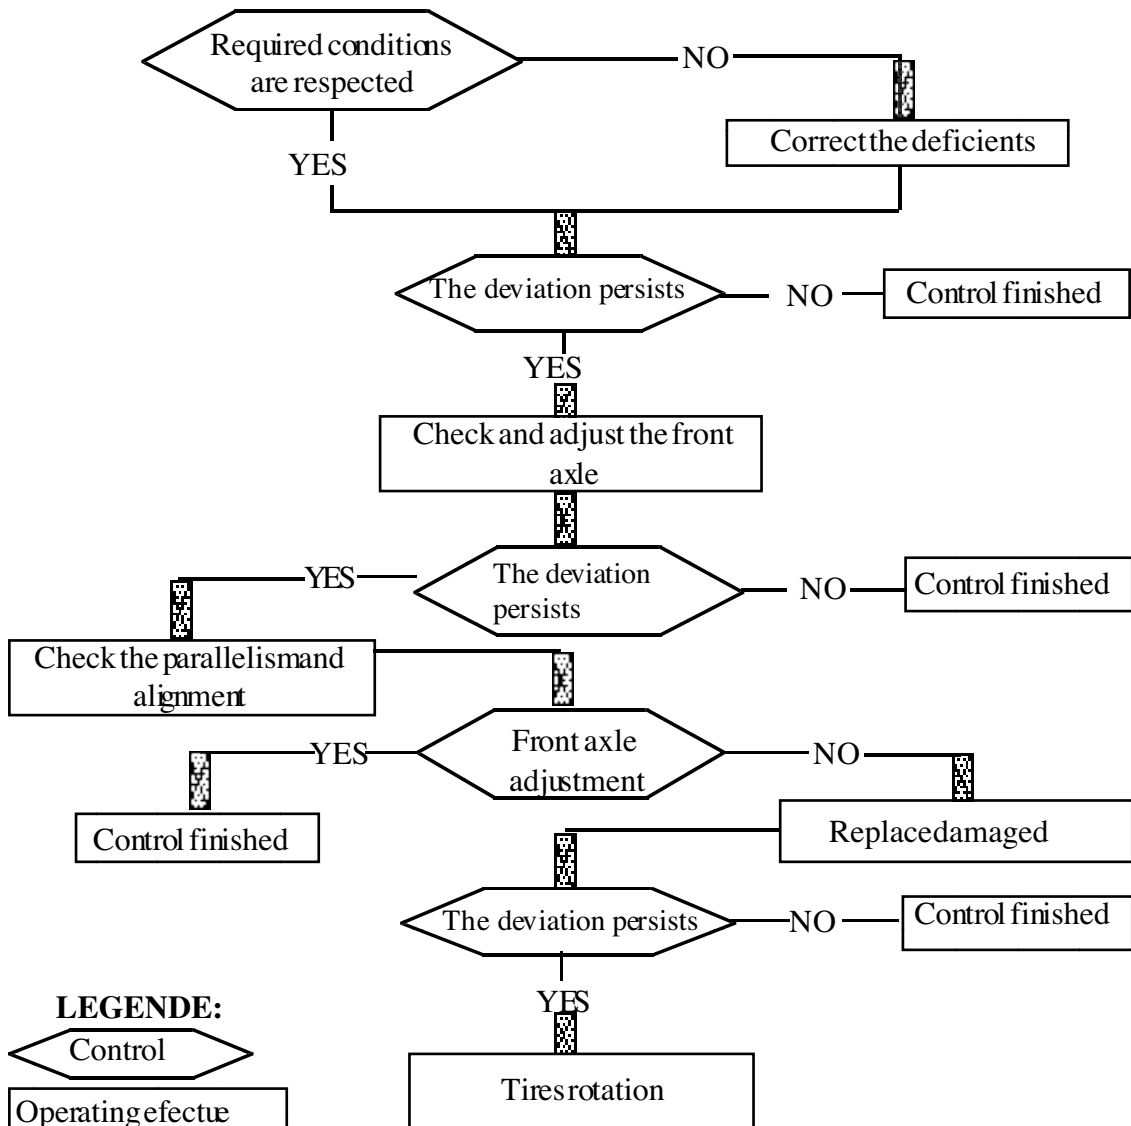 Required conditions
are respected
NO
Correct the deficients
YES
The deviation persists
NO
Control finished
YES
Check and adjust the front
axle
YES
The deviation
persists
NO
Control finished
Check the parallelism and
alignment
YES
Front axle
adjustment
NO
Control finished
Replace damaged
The deviation persists
NO
Control finished
YES
LEGENDE:
Control
Tires rotation
Operating efectue